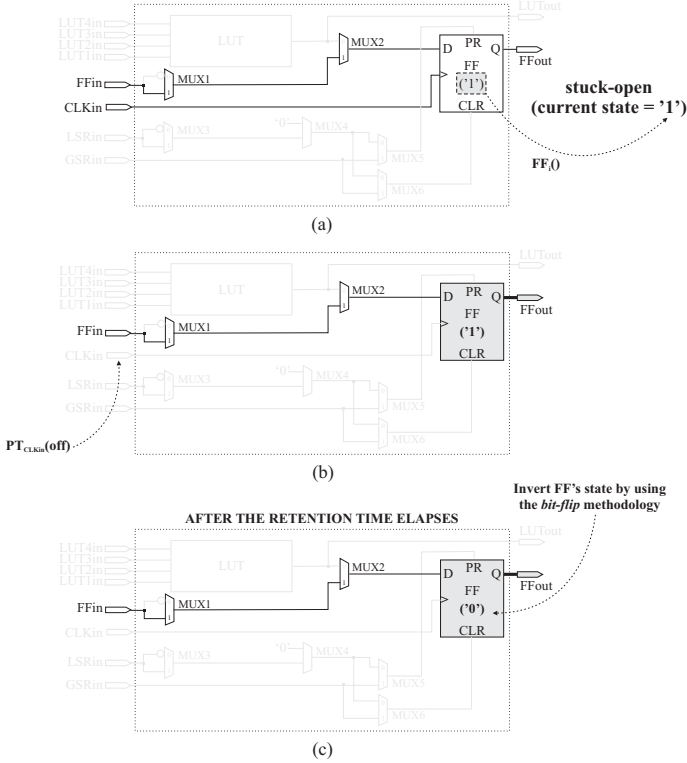 LUT4in
LUT3in
LUT2in
LUT1in
LUT
LUTout
MUX2
D PR Q
FF
('1')
CLR
FFout
FFin
MUX1
CLKin
LSRin
MUX3
'0'
MUX4
GSRin
MUX5
MUX6
stuck-open
(current state = '1')
FFi()
(a)
LUT4in
LUT3in
LUT2in
LUT1in
LUT
LUTout
MUX2
D PR Q
FF
('1')
CLR
FFout
FFin
MUX1
CLKin
LSRin
MUX3
'0'
MUX4
GSRin
MUX5
MUX6
PTCLKin(off)
(b)
Invert FF's state by using
the bit-flip methodology
AFTER THE RETENTION TIME ELAPSES
LUT4in
LUT3in
LUT2in
LUT1in
LUT
LUTout
MUX2
D PR Q
FF
('0')
CLR
FFout
FFin
MUX1
CLKin
LSRin
MUX3
'0'
MUX4
GSRin
MUX5
MUX6
(c)